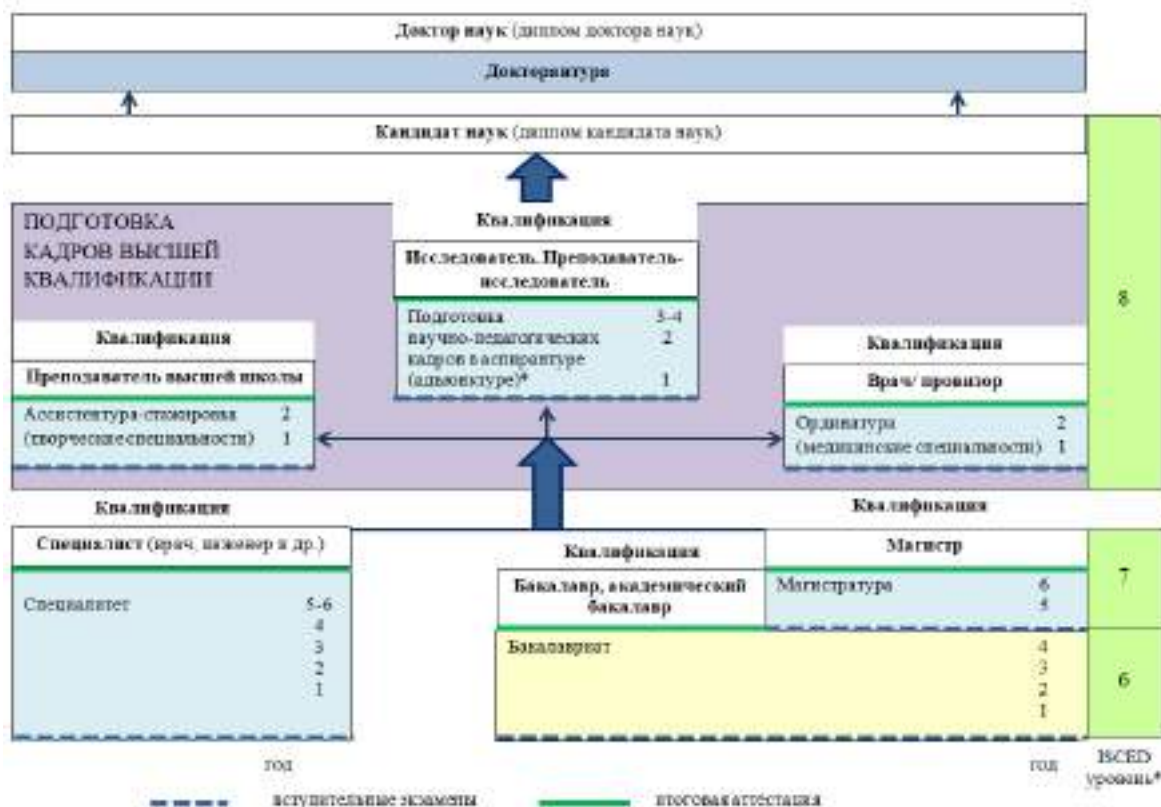 Доктор наук (диплом доктора наук)
Докторантура
Кандидат наук (диплом кандидата наук)
ПОДГОТОВКА
КАДРОВ ВЫСШЕЙ
КВАЛИФИКАЦИИ
Квалификация
Исследователь. Преподаватель-
исследователь
Подготовка 3-4
научно-педагогических 2
кадров в аспирантуре
(адъюнктуре)* 1
Квалификация
Преподаватель высшей школы
Ассистентура-стажировка 2
(творческие специальности) 1
Квалификация
Врач/ провизор
Ординатура 2
(медицинские специальности) 1
8
Квалификация
Специалист (врач, инженер и др.)
Специалитет 5-6
4
3
2
1
Квалификация
Магистр
Магистратура 6
5
7
Квалификация
Бакалавр, академический
бакалавр
Бакалавриат 4
3
2
1
6
год
год
ISCED
уровень*
вступительные экзамены
итоговая аттестация